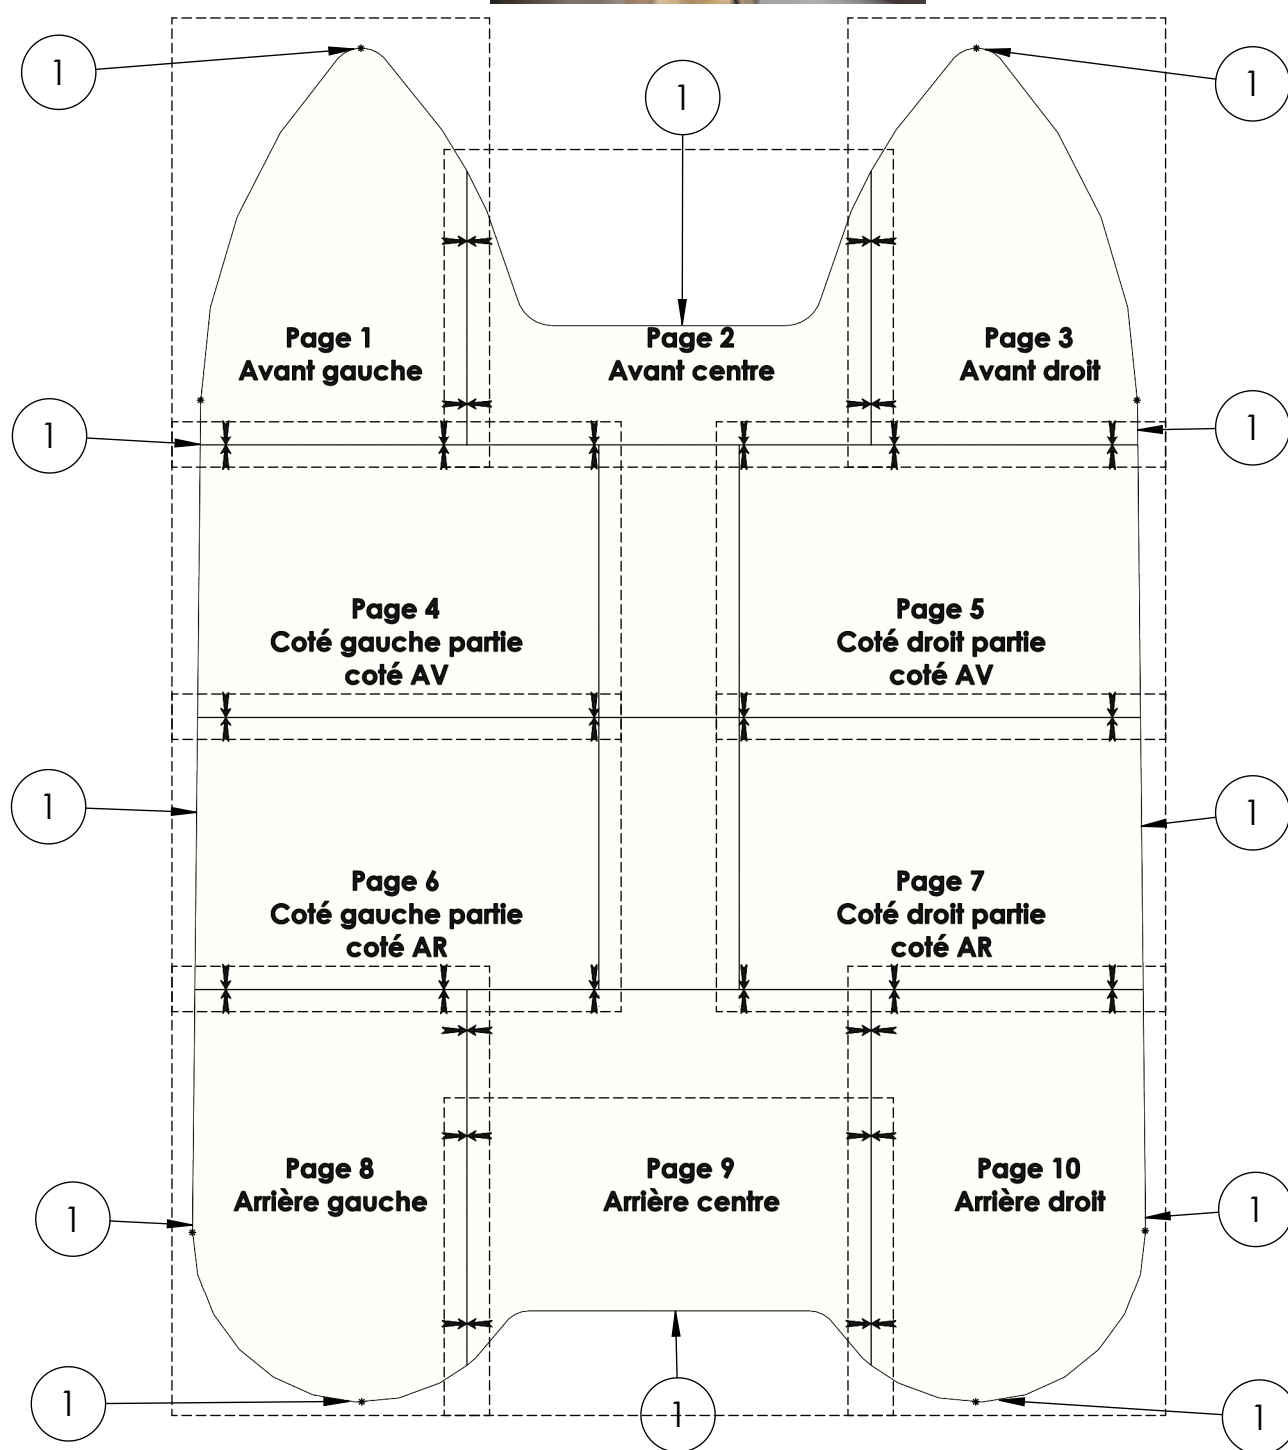 1
1
1
Page 1
Avant gauche
Page 2
Avant centre
Page 3
Avant droit
1
1
Page 4
Coté gauche partie
coté AV
Page 5
Coté droit partie
coté AV
1
1
Page 6
Coté gauche partie
coté AR
Page 7
Coté droit partie
coté AR
Page 8
Arrière gauche
Page 9
Arrière centre
Page 10
Arrière droit
1
1
1
1
1